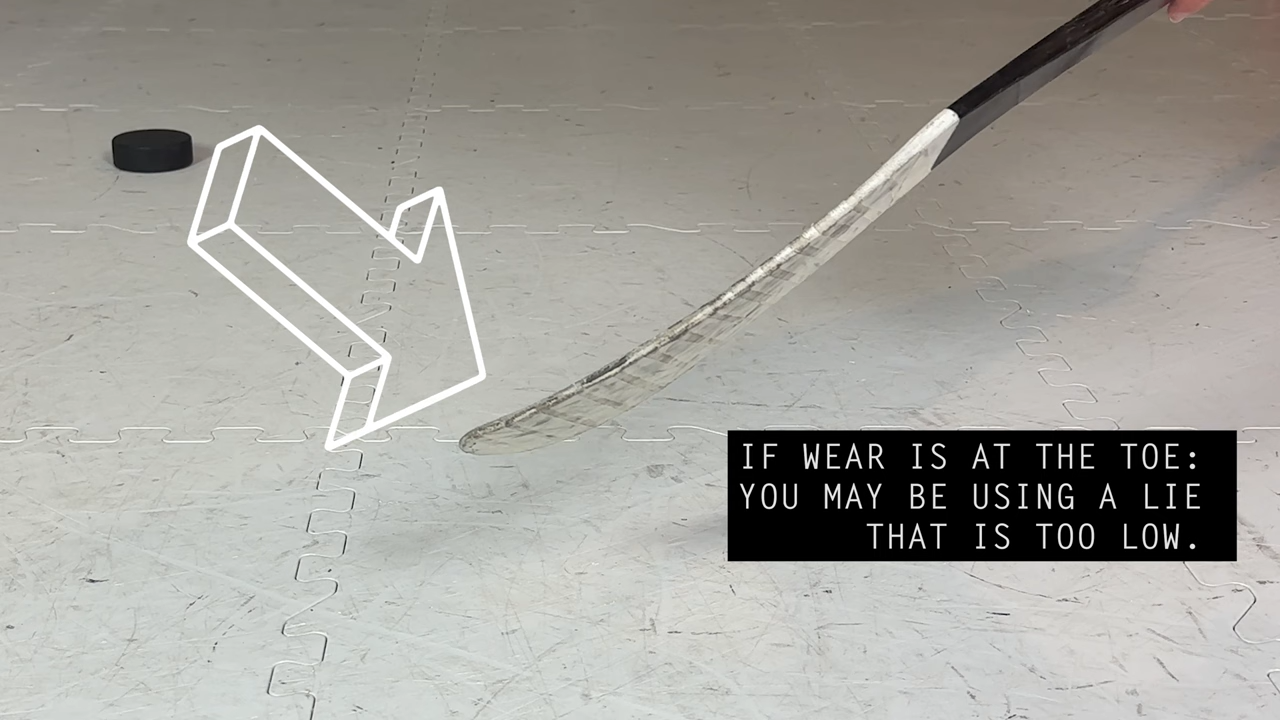 IF WEAR IS AT THE TOE:
YOU MAY BE USING A LIE
THAT IS TOO LOW.